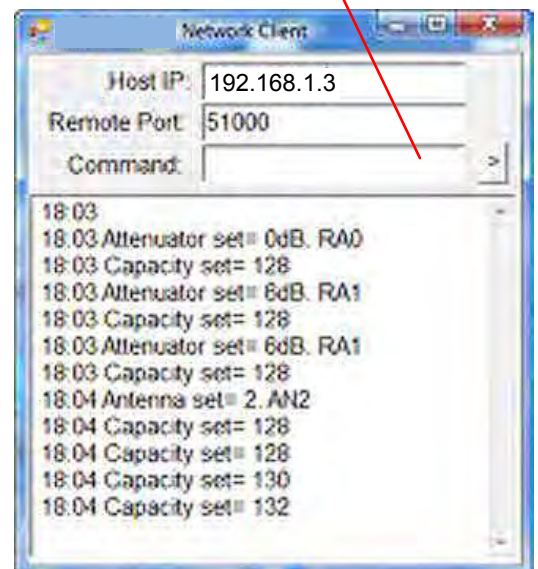 Network Client
Host IP: 192.168.1.3
Remote Port: 51000
Command: >
18:03
18:03 Attenuator set= 0dB. RA0
18:03 Capacity set= 128
18:03 Attenuator set= 6dB. RA1
18:03 Capacity set= 128
18:03 Attenuator set= 6dB. RA1
18:03 Capacity set= 128
18:04 Antenna set= 2. AN2
18:04 Capacity set= 128
18:04 Capacity set= 128
18:04 Capacity set= 130
18:04 Capacity set= 132